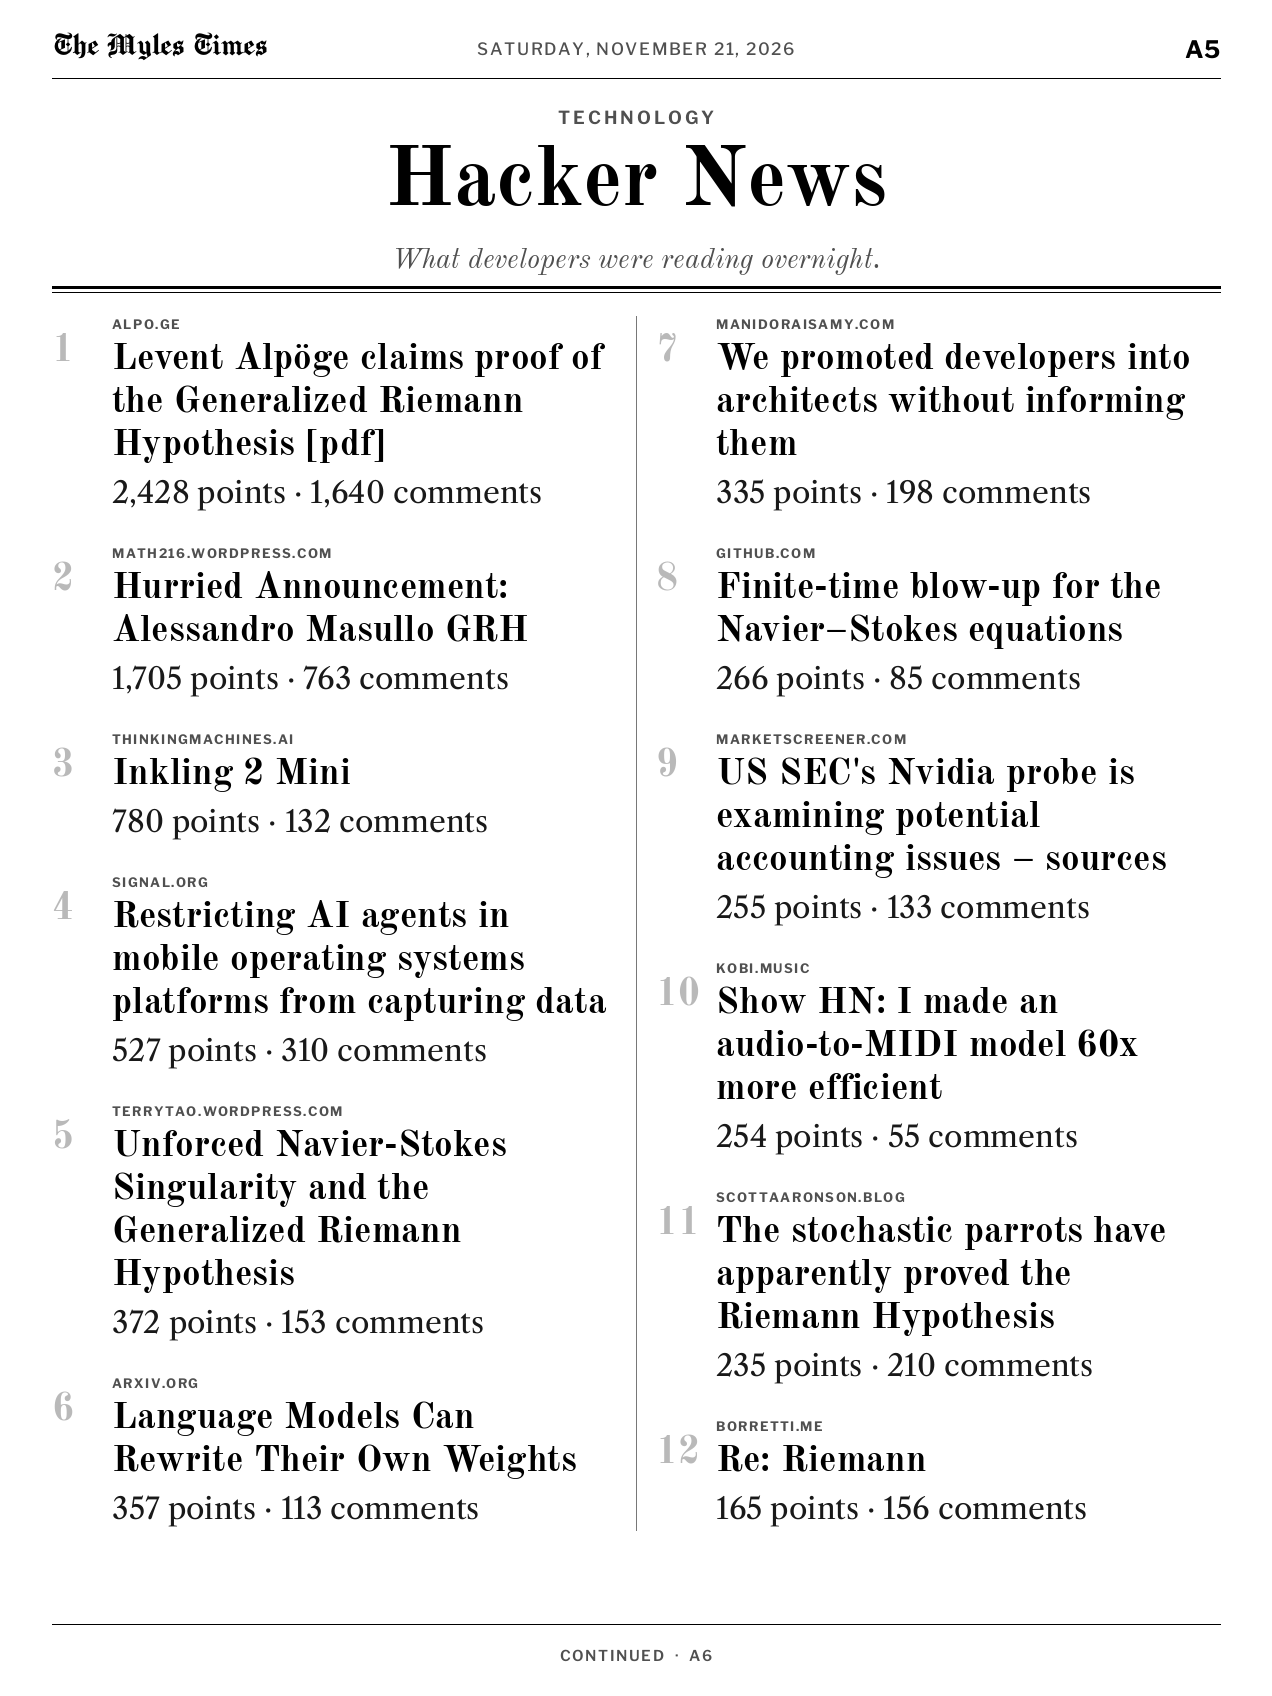 The Myles Times
SATURDAY, NOVEMBER 21, 2026
A5
TECHNOLOGY
Hacker News
What developers were reading overnight.
1
ALPO.GE
Levent Alpöge claims proof of
the Generalized Riemann
Hypothesis [pdf]
2,428 points · 1,640 comments
2
MATH216.WORDPRESS.COM
Hurried Announcement:
Alessandro Masullo GRH
1,705 points · 763 comments
3
THINKINGMACHINES.AI
Inkling 2 Mini
780 points · 132 comments
4
SIGNAL.ORG
Restricting AI agents in
mobile operating systems
platforms from capturing data
527 points · 310 comments
5
TERRYTAO.WORDPRESS.COM
Unforced Navier-Stokes
Singularity and the
Generalized Riemann
Hypothesis
372 points · 153 comments
6
ARXIV.ORG
Language Models Can
Rewrite Their Own Weights
357 points · 113 comments
7
MANIDORAISAMY.COM
We promoted developers into
architects without informing
them
335 points · 198 comments
8
GITHUB.COM
Finite-time blow-up for the
Navier–Stokes equations
266 points · 85 comments
9
MARKETSCREENER.COM
US SEC's Nvidia probe is
examining potential
accounting issues – sources
255 points · 133 comments
10
KOBI.MUSIC
Show HN: I made an
audio-to-MIDI model 60x
more efficient
254 points · 55 comments
11
SCOTTAARONSON.BLOG
The stochastic parrots have
apparently proved the
Riemann Hypothesis
235 points · 210 comments
12
BORRETTI.ME
Re: Riemann
165 points · 156 comments
CONTINUED · A6